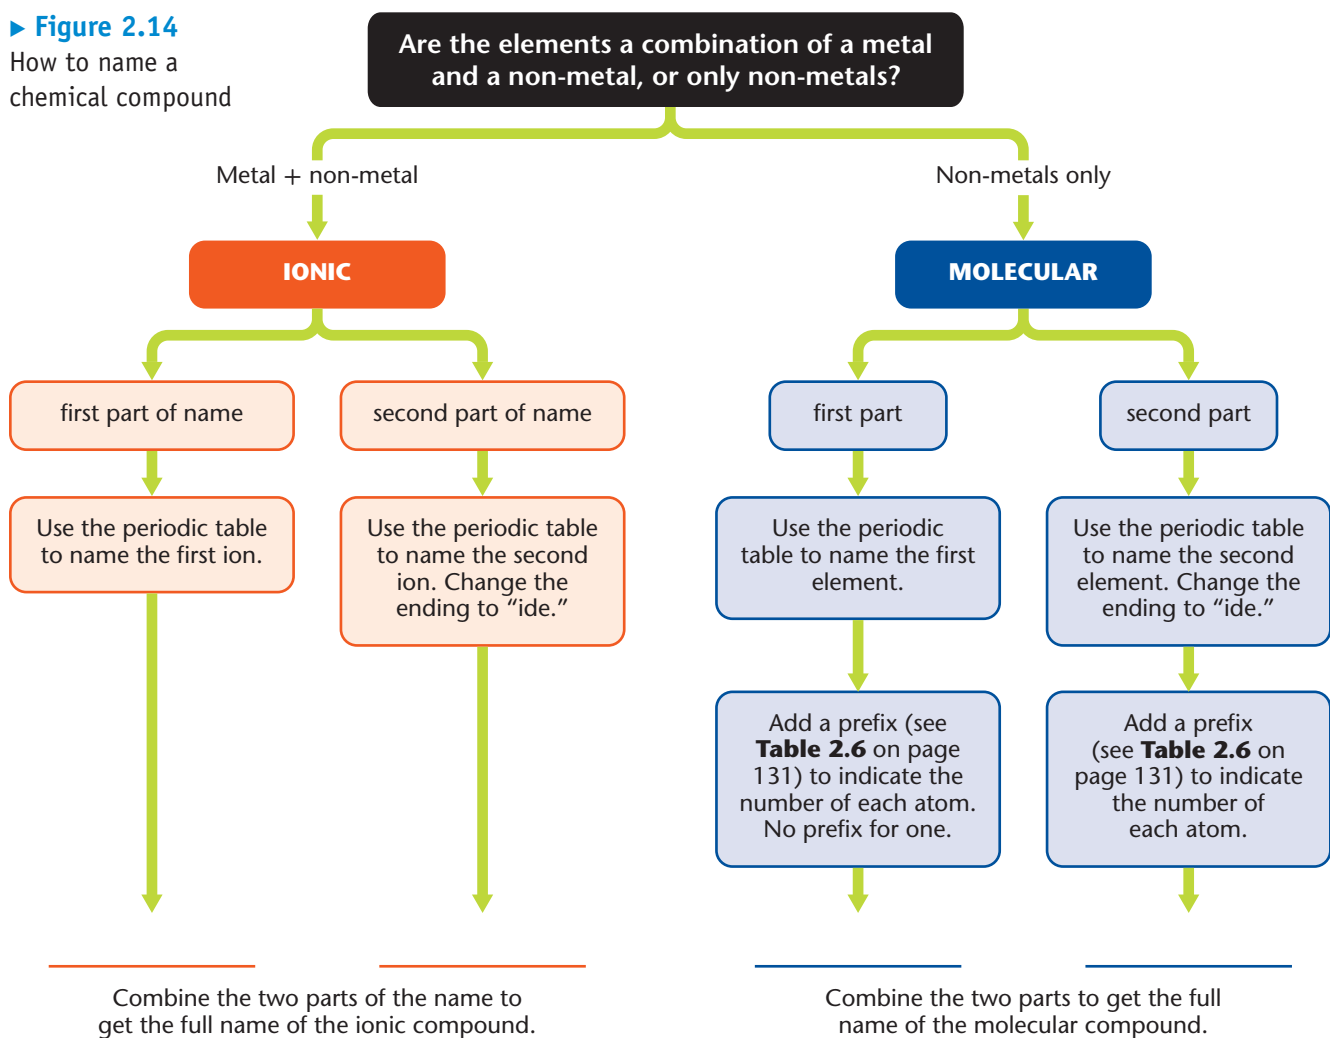 ▶ Figure 2.14
How to name a
chemical compound
Are the elements a combination of a metal
and a non-metal, or only non-metals?
Metal + non-metal
Non-metals only
IONIC
MOLECULAR
first part of name
second part of name
first part
second part
Use the periodic table
to name the first ion.
Use the periodic table
to name the second
ion. Change the
ending to “ide.”
Use the periodic
table to name the first
element.
Use the periodic table
to name the second
element. Change the
ending to “ide.”
Add a prefix (see
Table 2.6 on page
131) to indicate the
number of each atom.
No prefix for one.
Add a prefix
(see Table 2.6 on
page 131) to indicate
the number of
each atom.
Combine the two parts of the name to
get the full name of the ionic compound.
Combine the two parts to get the full
name of the molecular compound.